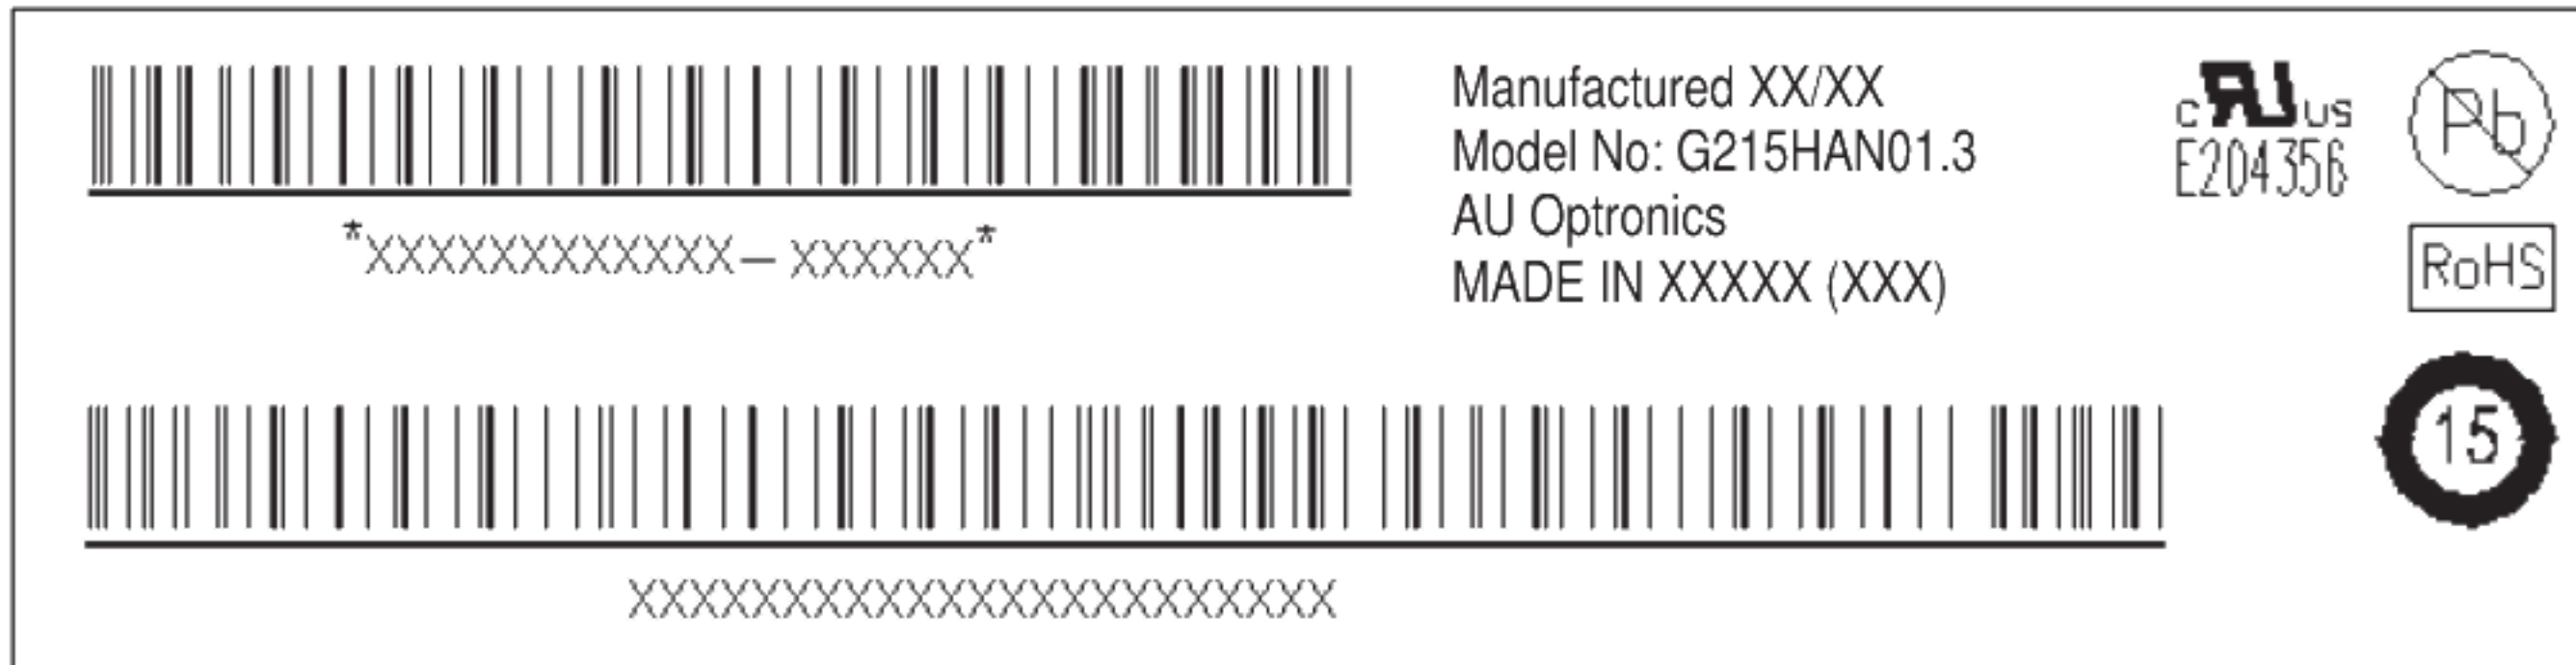 Manufactured XX/XX
Model No: G215HAN01.3
AU Optronics
MADE IN XXXXX (XXX)
*XXXXXXXXXXXX— XXXXXX*
XXXXXXXXXXXXXXXXXXXXXXX
c RU us
E204356
Pb
RoHS
15